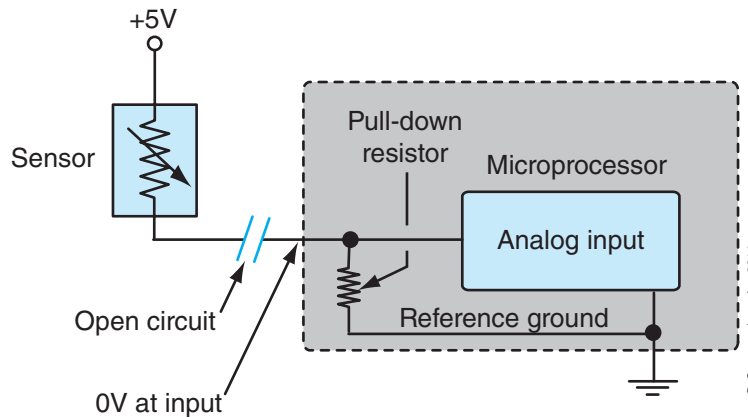 +5V
Sensor
Pull-down
resistor
Microprocessor
Analog input
Open circuit
Reference ground
0V at input